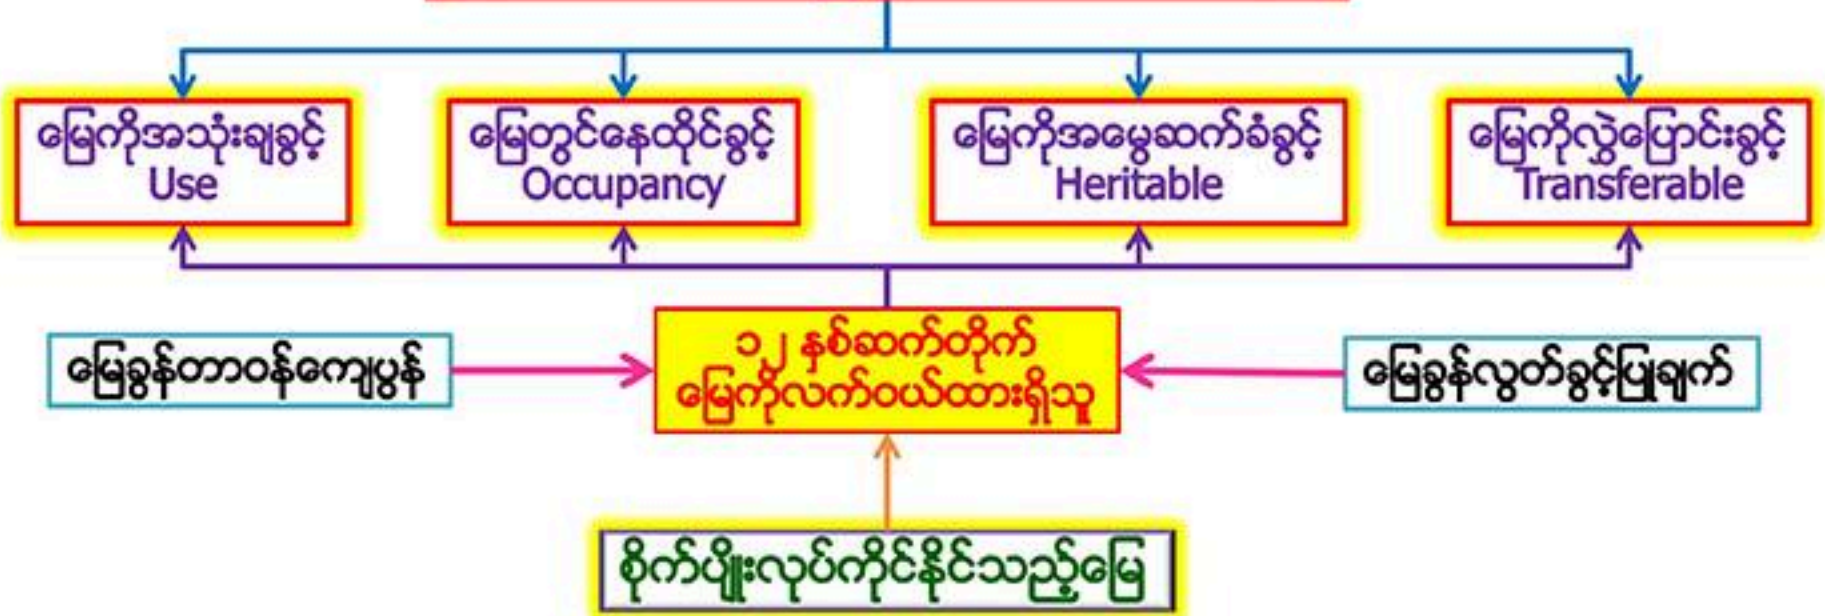 မြေကိုအသုံးချခွင့်
Use
မြေတွင်နေထိုင်ခွင့်
Occupancy
မြေကိုအမွေဆက်ခံခွင့်
Heritable
မြေကိုလွှဲပြောင်းခွင့်
Transferable
မြေခွန်တာဝန်ကျေပွန်
၁၂ နှစ်ဆက်တိုက်
မြေကိုလက်ဝယ်ထားရှိသူ
မြေခွန်လွတ်ခွင့်ပြုချက်
စိုက်ပျိုးလုပ်ကိုင်နိုင်သည့်မြေ